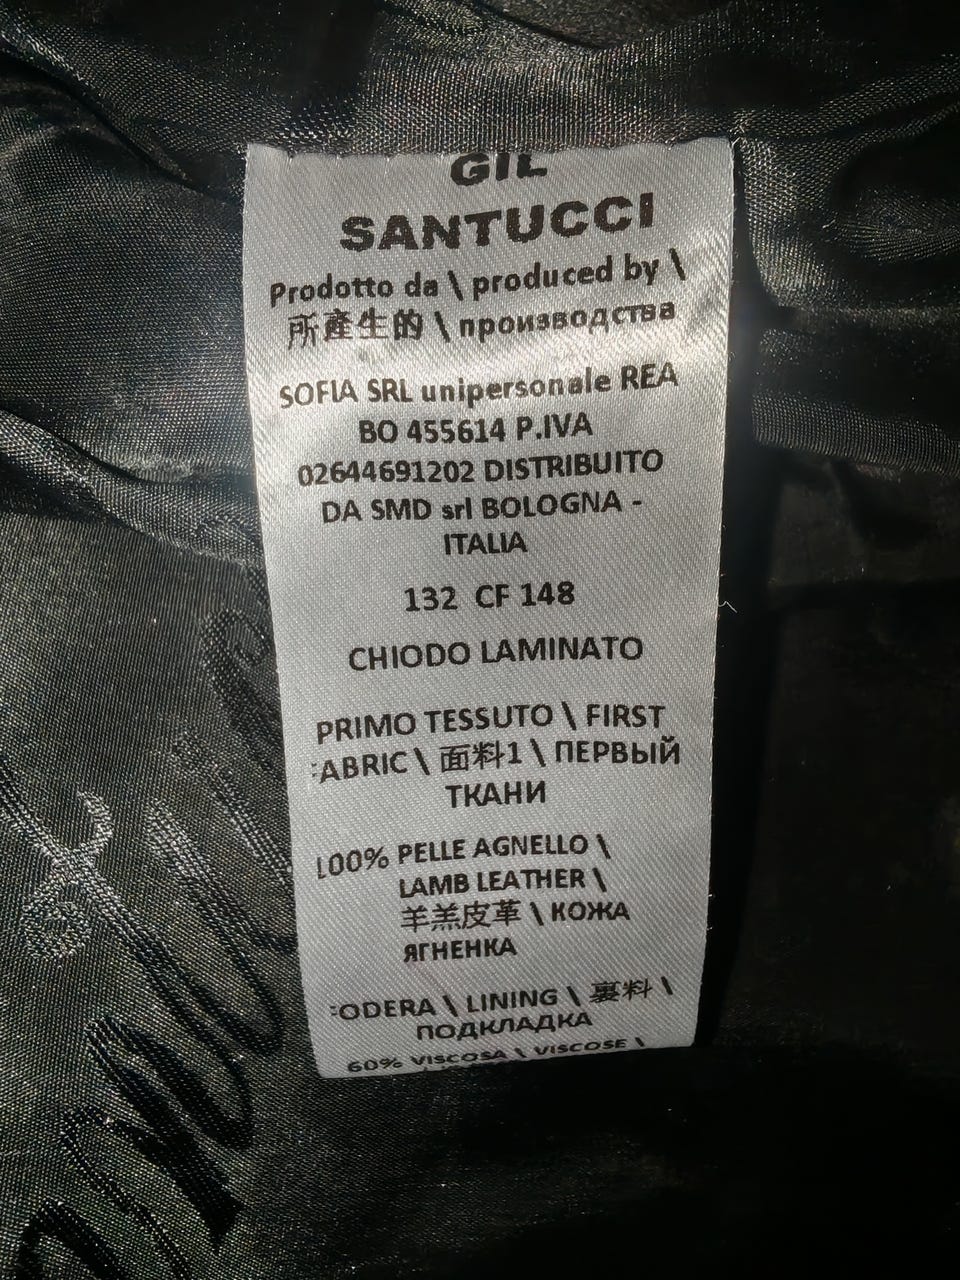 GIL
SANTUCCI
Prodotto da \ produced by \
所產生的 \ производства
SOFIA SRL unipersonale REA
BO 455614 P.IVA
02644691202 DISTRIBUITO
DA SMD srl BOLOGNA -
ITALIA
132 CF 148
CHIODO LAMINATO
PRIMO TESSUTO \ FIRST
FABRIC \ 面料1 \ ПЕРВЫЙ
ТКАНИ
100% PELLE AGNELLO \
LAMB LEATHER \
羊羔皮革 \ КОЖА
ЯГНЕНКА
FODERA \ LINING \ 裏料 \
ПОДКЛАДКА
60% VISCOSA \ VISCOSE \